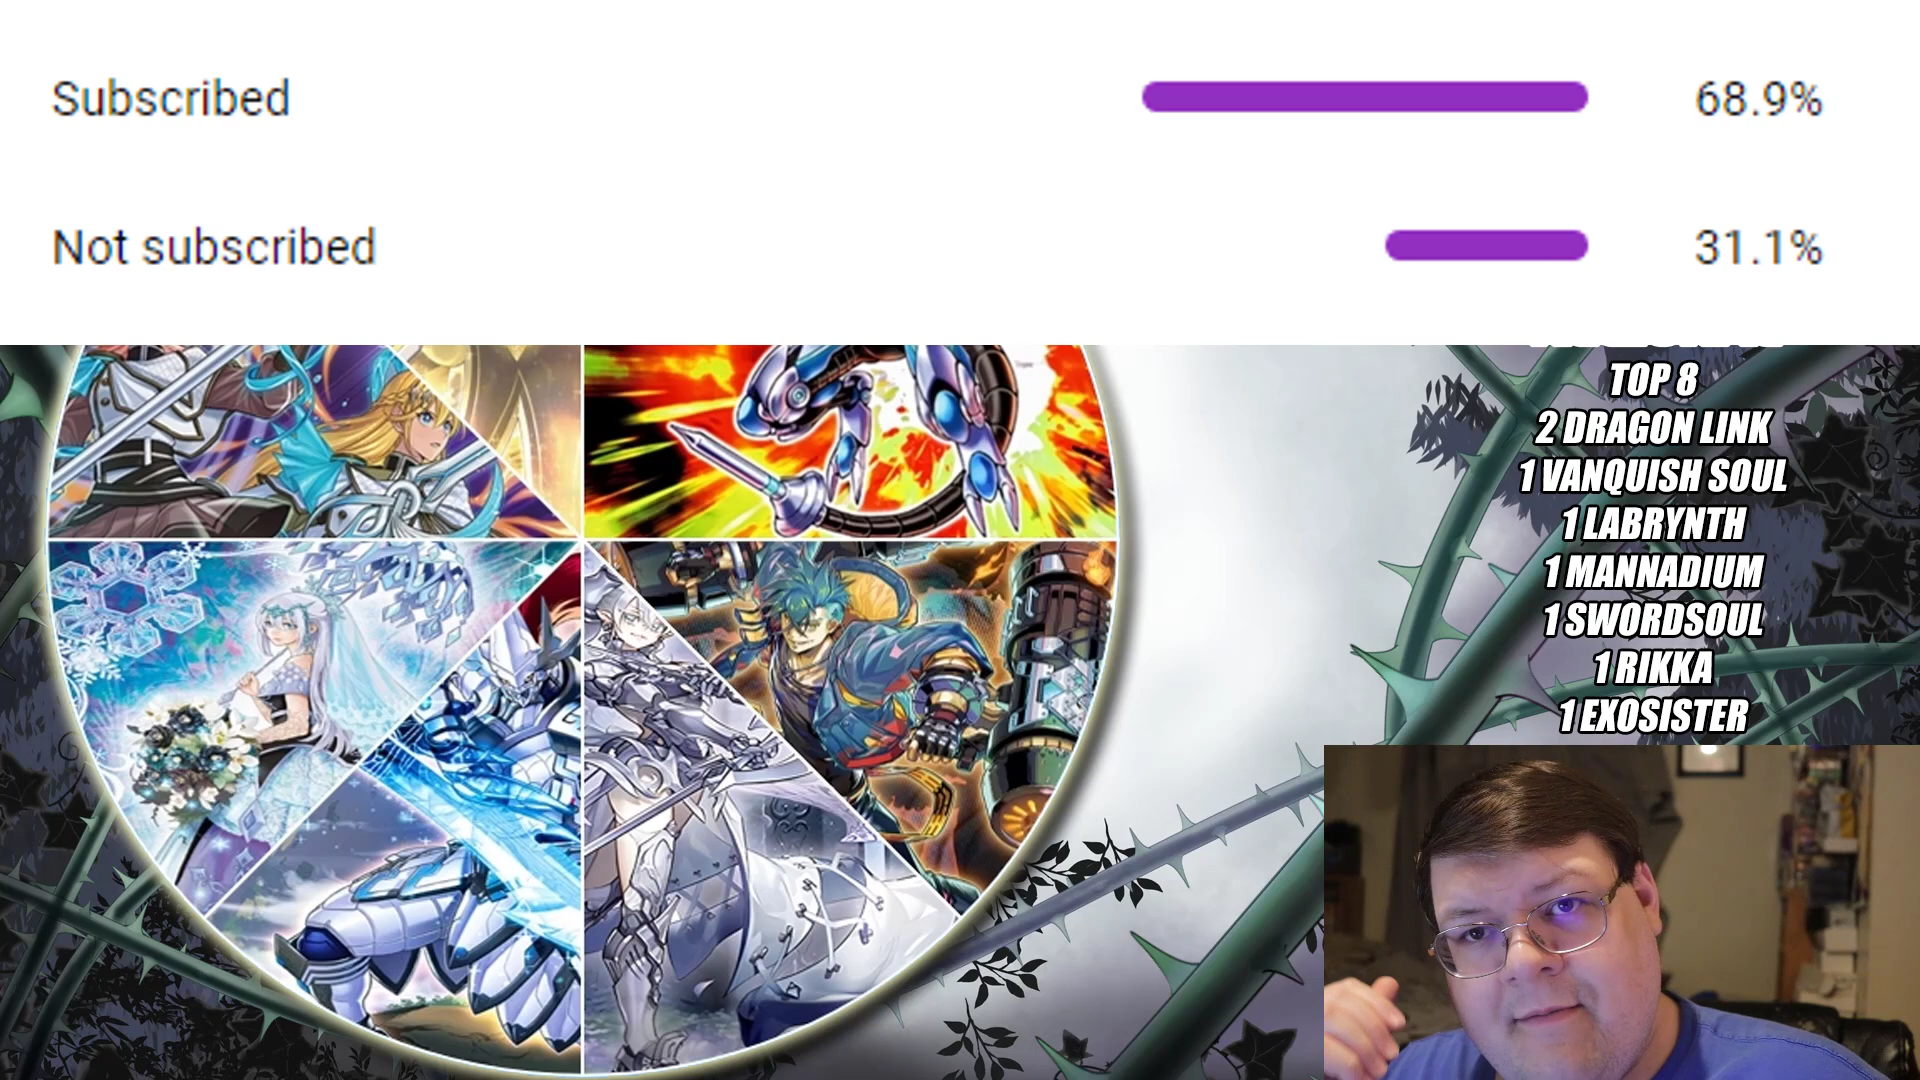 Subscribed 68.9%
Not subscribed 31.1%
TOP 8
2 DRAGON LINK
1 VANQUISH SOUL
1 LABRYNTH
1 MANNADIUM
1 SWORDSOUL
1 RIKKA
1 EXOSISTER